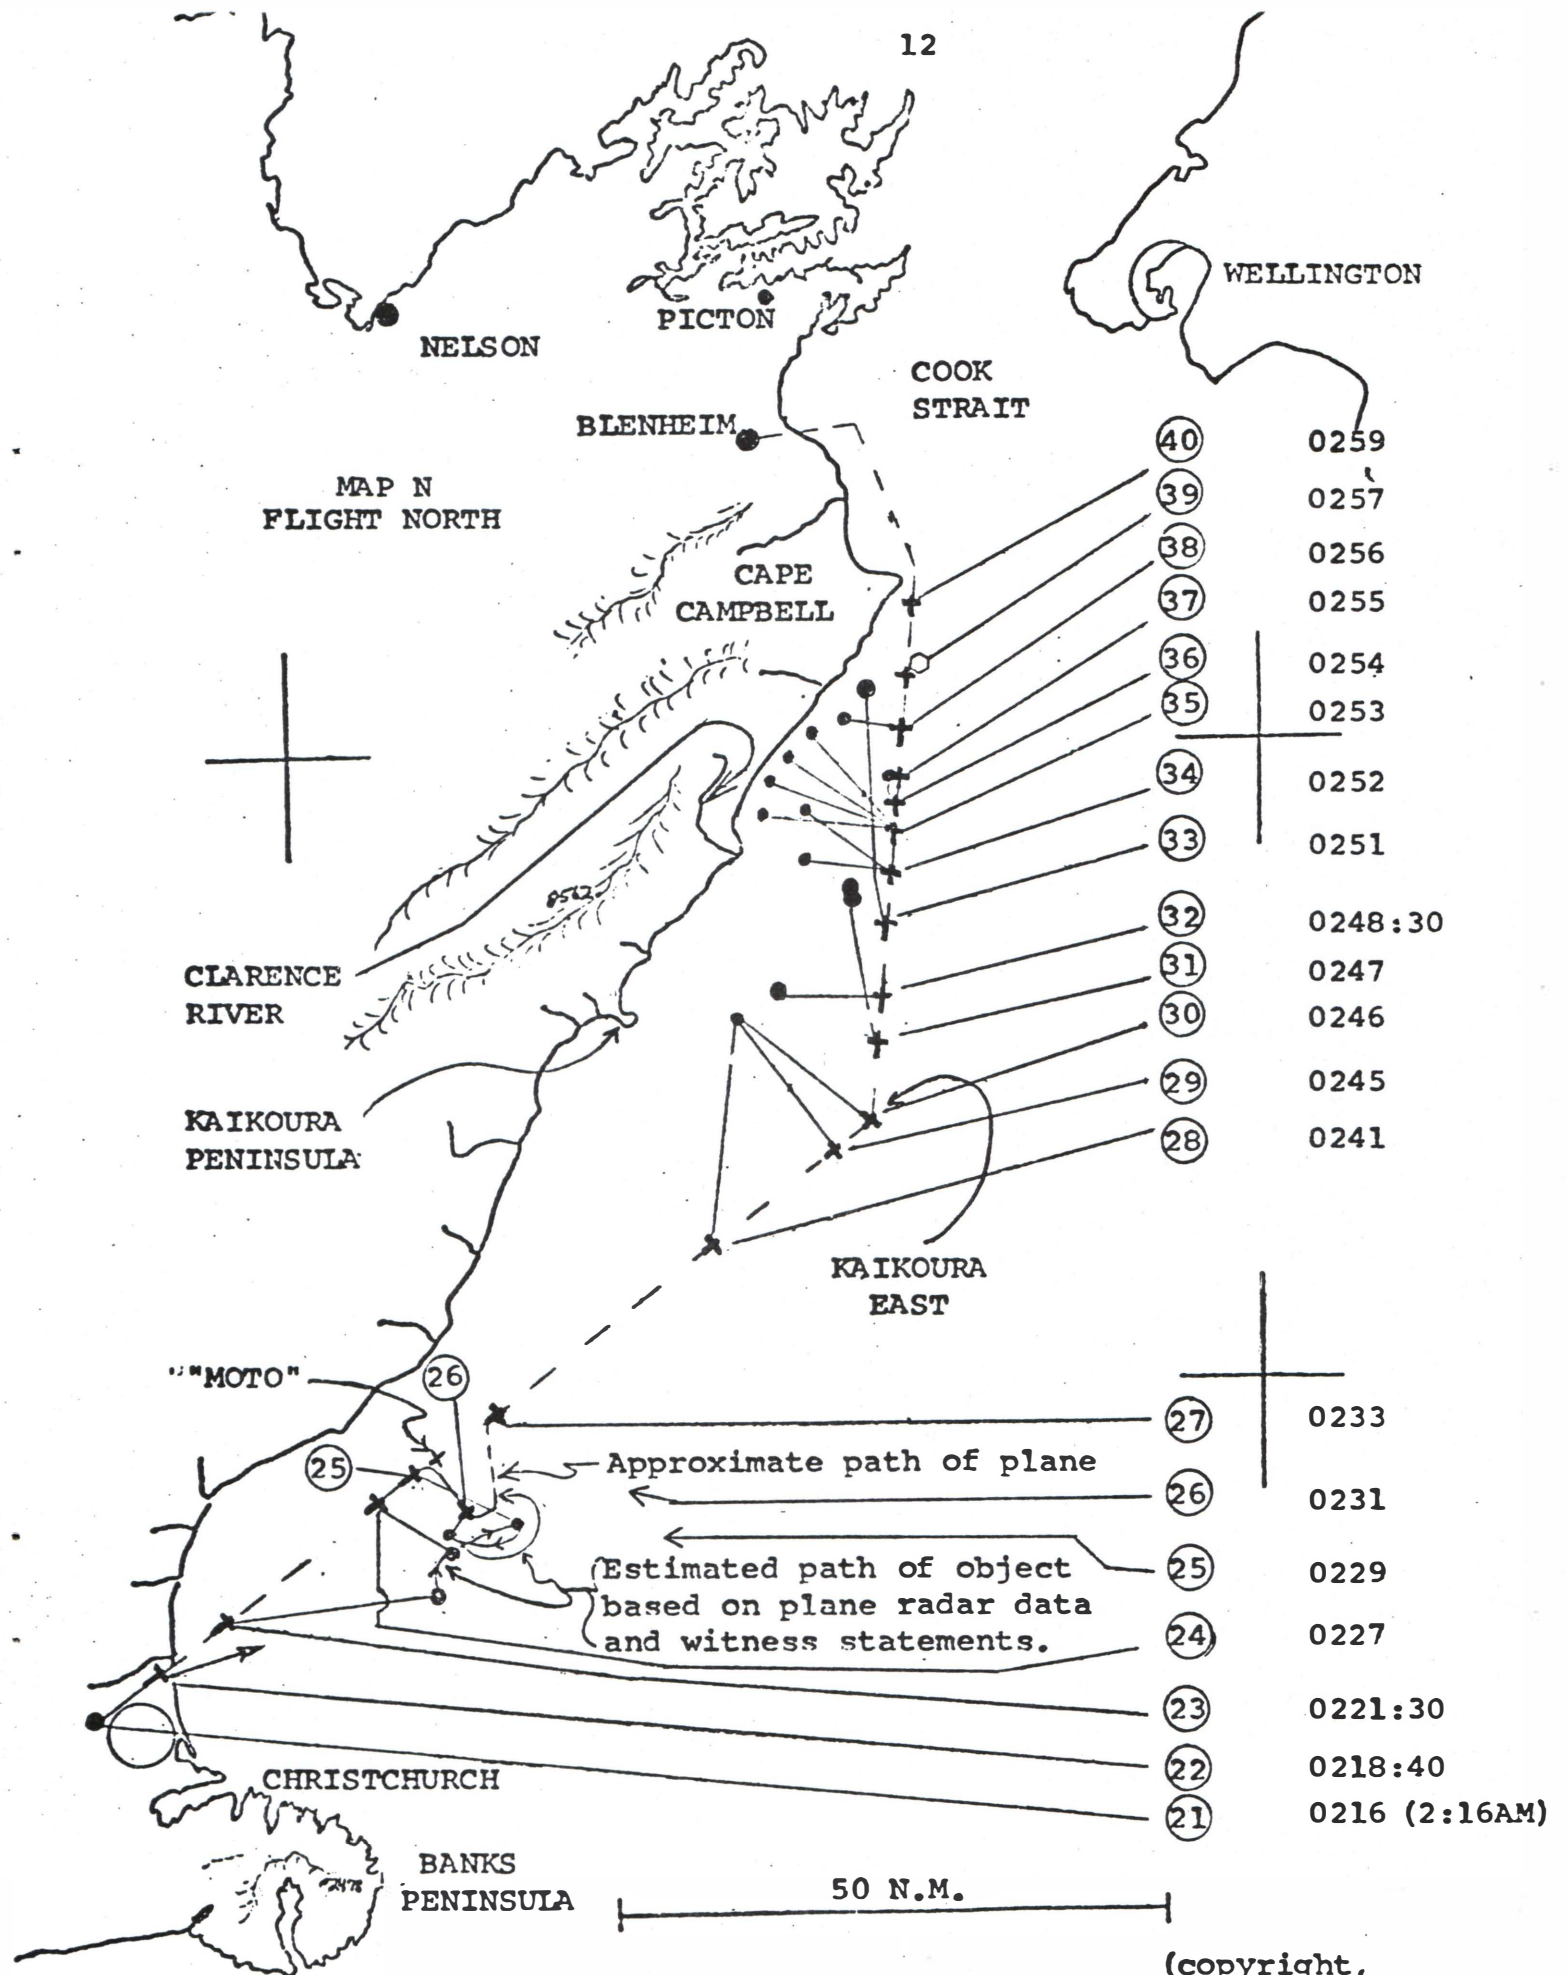 12
WELLINGTON
PICTON
NELSON
COOK
STRAIT
BLENHEIM
MAP N
FLIGHT NORTH
CAPE
CAMPBELL
40 0259
39 0257
38 0256
37 0255
36 0254
35 0253
34 0252
33 0251
8562
32 0248:30
31 0247
30 0246
29 0245
28 0241
CLARENCE
RIVER
KAIKOURA
PENINSULA
KAIKOURA
EAST
"MOTO"
26
27 0233
25
Approximate path of plane
26 0231
25 0229
(Estimated path of object
based on plane radar data
and witness statements.
24 0227
23 0221:30
22 0218:40
21 0216 (2:16AM)
CHRISTCHURCH
BANKS
PENINSULA
50 N.M.
(copyright,